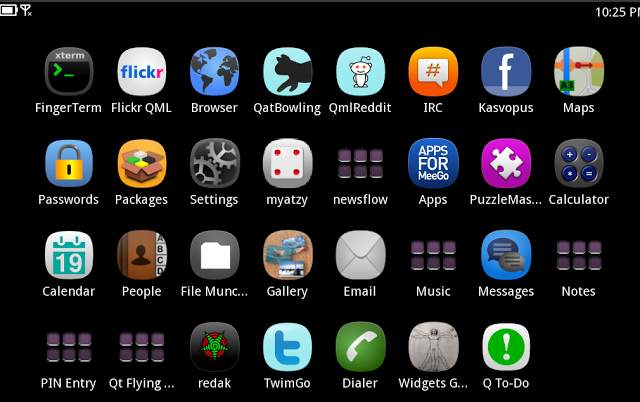 10:25 PM
xterm
FingerTerm
flickr
Flickr QML
Browser
QatBowling
QmlReddit
#
IRC
f
Kasvopus
A3
Maps
Passwords
Packages
Settings
myatzy
newsflow
APPS
FOR
MeeGo
Apps
PuzzleMas...
Calculator
19
Calendar
A
B
C
D
People
File Munc...
Gallery
Email
Music
Messages
Notes
PIN Entry
Qt Flying ...
redak
TwimGo
Dialer
Widgets G...
Q To-Do